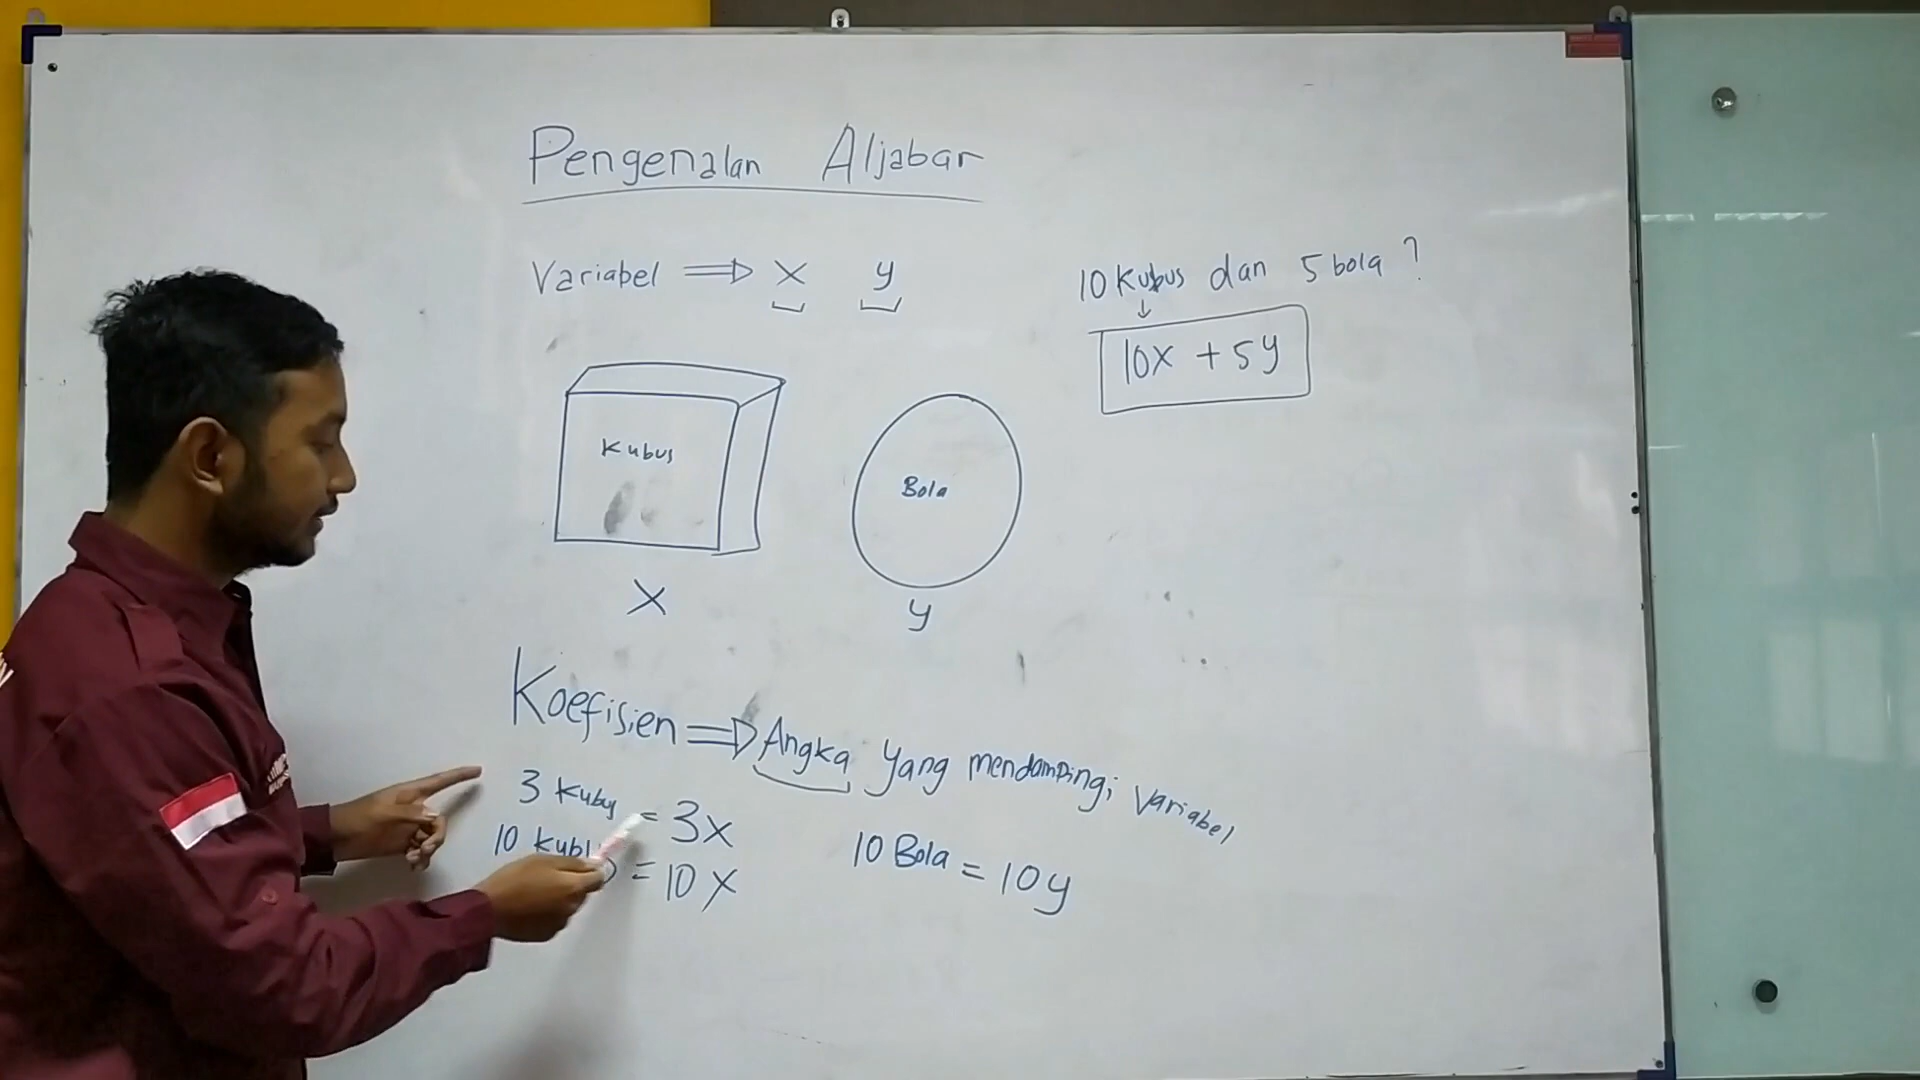 Pengenalan Aljabar
Variabel ⇒ x y
Kubus
Bola
x
y
10 Kubus dan 5 bola ?
↓
10x + 5y
Koefisien ⇒ Angka yang mendampingi variabel
3 Kubus = 3x
10 = 10x
10 Bola = 10y